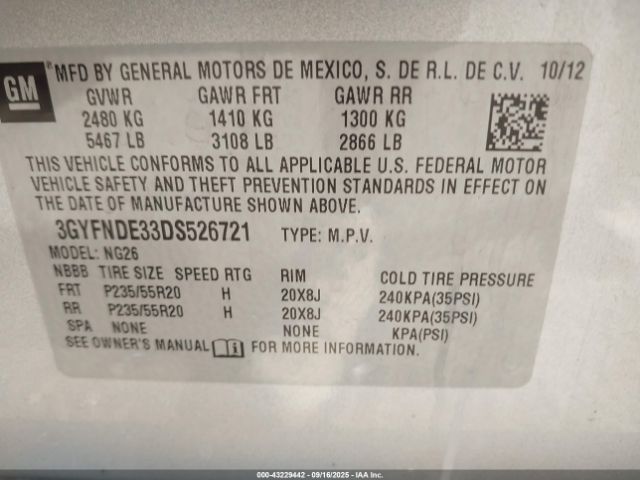 GM
® MFD BY GENERAL MOTORS DE MEXICO, S. DE R.L. DE C.V. 10/12
GVWR GAWR FRT GAWR RR
2480 KG 1410 KG 1300 KG
5467 LB 3108 LB 2866 LB
THIS VEHICLE CONFORMS TO ALL APPLICABLE U.S. FEDERAL MOTOR
VEHICLE SAFETY AND THEFT PREVENTION STANDARDS IN EFFECT ON
THE DATE OF MANUFACTURE SHOWN ABOVE.
3GYFNDE33DS526721 TYPE: M.P.V.
MODEL: NG26
NBBB TIRE SIZE SPEED RTG RIM COLD TIRE PRESSURE
FRT P235/55R20 H 20X8J 240KPA(35PSI)
RR P235/55R20 H 20X8J 240KPA(35PSI)
SPA NONE NONE KPA(PSI)
SEE OWNER'S MANUAL FOR MORE INFORMATION.
000-43229442 - 09/16/2025 - IAAI.COM